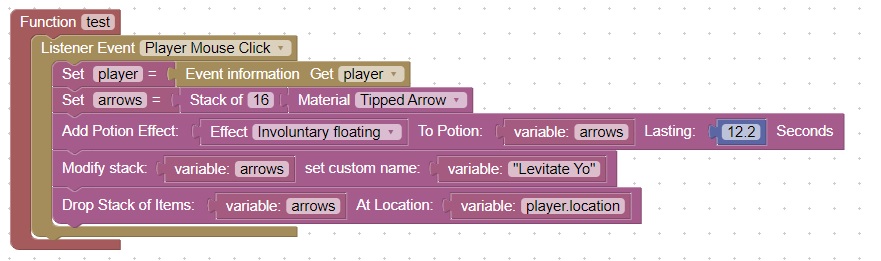 Function test
Listener Event Player Mouse Click
Set player = Event information Get player
Set arrows = Stack of 16 Material Tipped Arrow
Add Potion Effect: Effect Involuntary floating To Potion: variable: arrows Lasting: 12.2 Seconds
Modify stack: variable: arrows set custom name: variable: "Levitate Yo"
Drop Stack of Items: variable: arrows At Location: variable: player.location